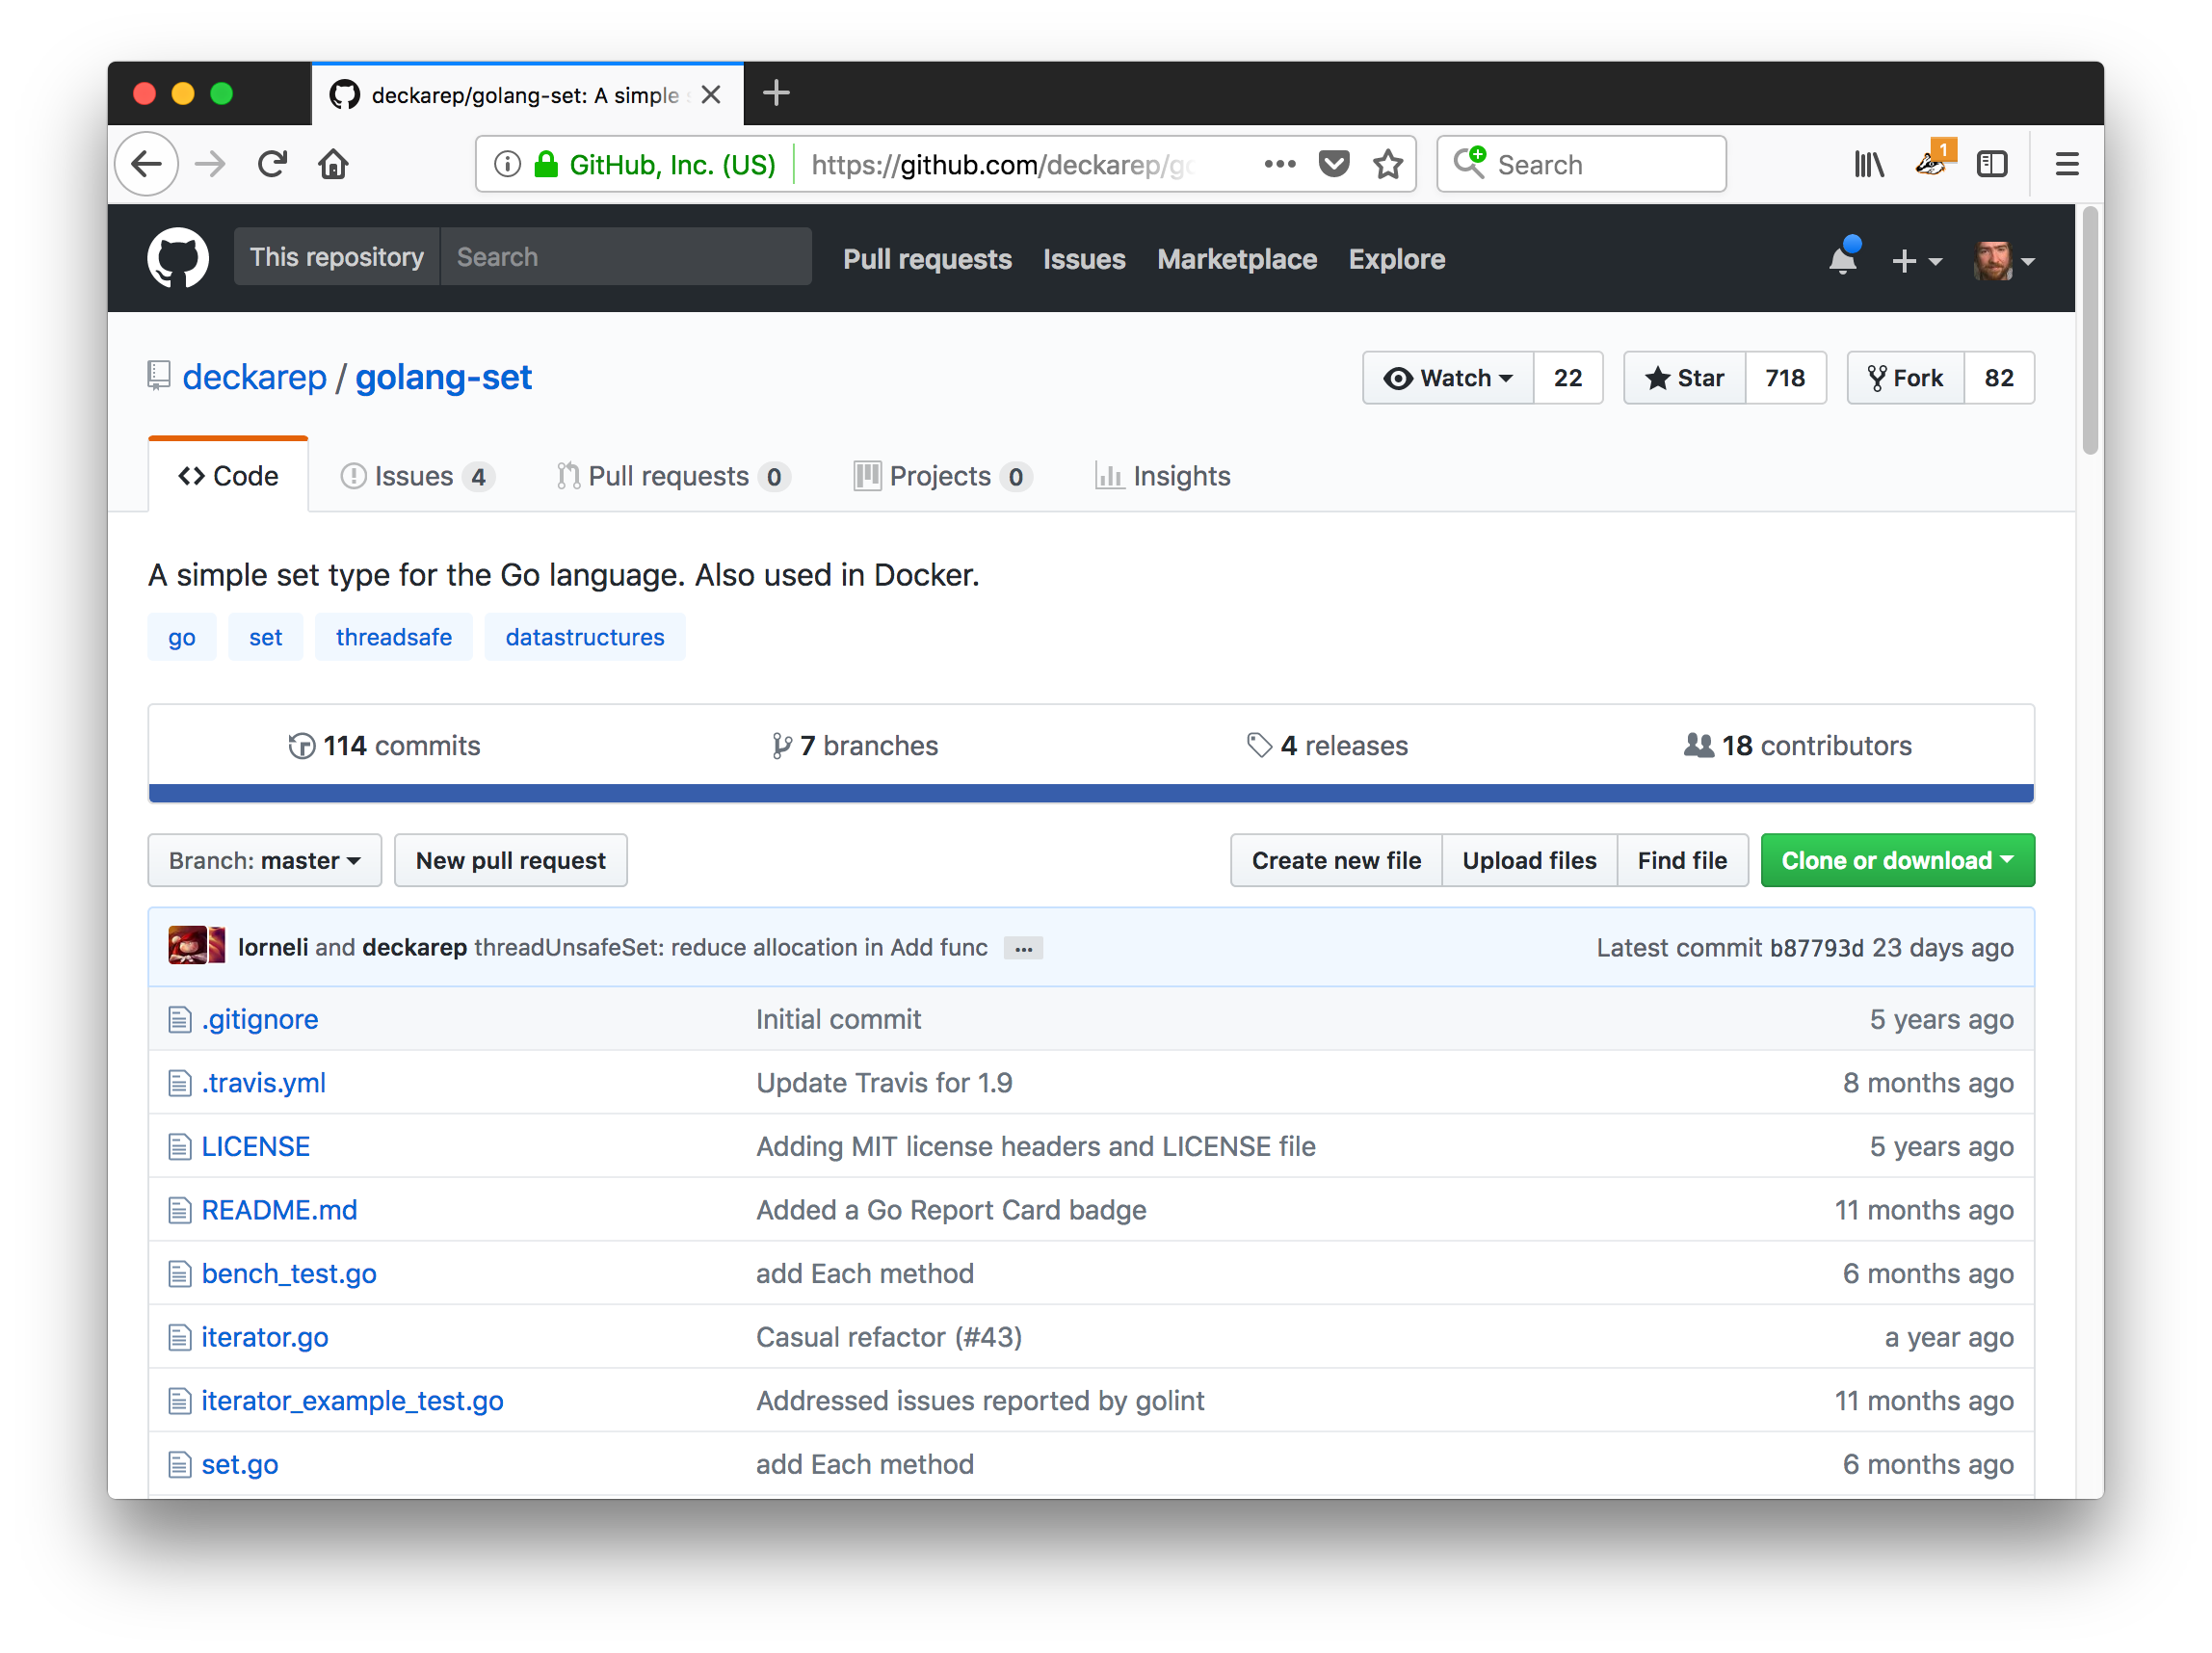 deckarep/golang-set: A simple
GitHub, Inc. (US) https://github.com/deckarep/go Search
1
This repository Search Pull requests Issues Marketplace Explore
deckarep / golang-set Watch 22 Star 718 Fork 82
Code Issues 4 Pull requests 0 Projects 0 Insights
A simple set type for the Go language. Also used in Docker.
go set threadsafe datastructures
114 commits 7 branches 4 releases 18 contributors
Branch: master New pull request Create new file Upload files Find file Clone or download
lorneli and deckarep threadUnsafeSet: reduce allocation in Add func … Latest commit b87793d 23 days ago
.gitignore Initial commit 5 years ago
.travis.yml Update Travis for 1.9 8 months ago
LICENSE Adding MIT license headers and LICENSE file 5 years ago
README.md Added a Go Report Card badge 11 months ago
bench_test.go add Each method 6 months ago
iterator.go Casual refactor (#43) a year ago
iterator_example_test.go Addressed issues reported by golint 11 months ago
set.go add Each method 6 months ago